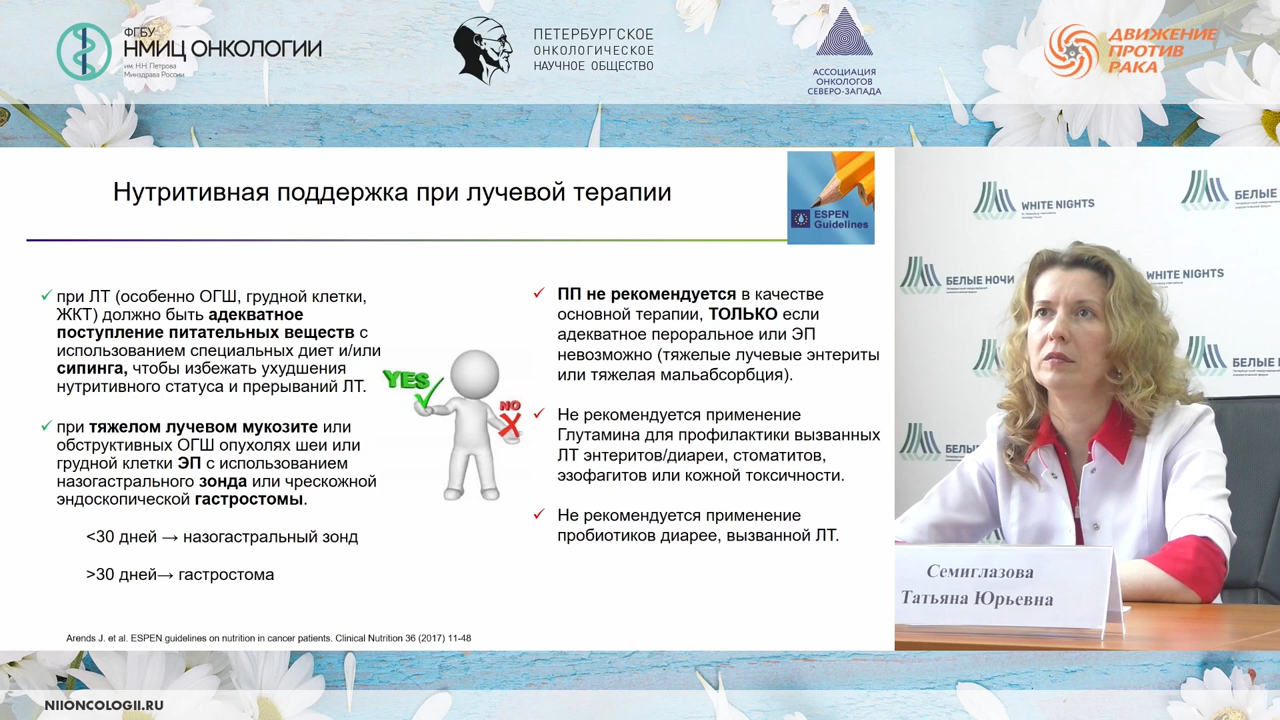 ФГБУ
НМИЦ ОНКОЛОГИИ
им. Н.Н. Петрова
Минздрава России
ПЕТЕРБУРГСКОЕ
ОНКОЛОГИЧЕСКОЕ
НАУЧНОЕ ОБЩЕСТВО
АССОЦИАЦИЯ
ОНКОЛОГОВ
СЕВЕРО-ЗАПАДА
ДВИЖЕНИЕ
ПРОТИВ
РАКА
Нутритивная поддержка при лучевой терапии
ESPEN
Guidelines
при ЛТ (особенно ОГШ, грудной клетки,
ЖКТ) должно быть адекватное
поступление питательных веществ с
использованием специальных диет и/или
сипинга, чтобы избежать ухудшения
нутритивного статуса и прерываний ЛТ.
при тяжелом лучевом мукозите или
обструктивных ОГШ опухолях шеи или
грудной клетки ЭП с использованием
назогастрального зонда или чрескожной
эндоскопической гастростомы.
<30 дней → назогастральный зонд
>30 дней→ гастростома
YES
NO
ПП не рекомендуется в качестве
основной терапии, ТОЛЬКО если
адекватное пероральное или ЭП
невозможно (тяжелые лучевые энтериты
или тяжелая мальабсорбция).
Не рекомендуется применение
Глутамина для профилактики вызванных
ЛТ энтеритов/диареи, стоматитов,
эзофагитов или кожной токсичности.
Не рекомендуется применение
пробиотиков диарее, вызванной ЛТ.
Arends J. et al. ESPEN guidelines on nutrition in cancer patients. Clinical Nutrition 36 (2017) 11-48
WHITE NIGHTS
БЕЛЫЕ
БЕЛЫЕ НОЧИ
WHITE NIGHTS
Семиглазова
Татьяна Юрьевна
NIIONCOLOGII.RU